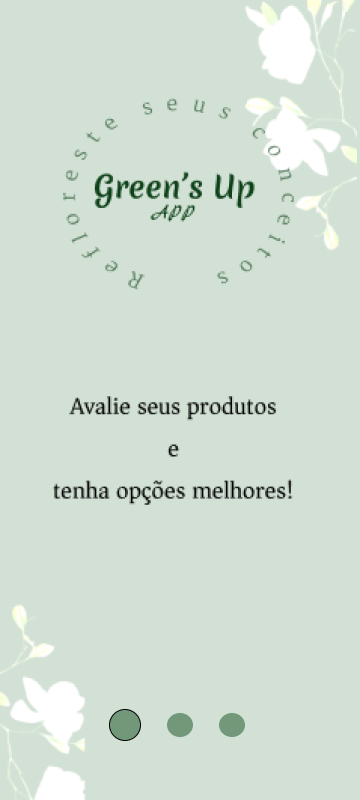 Refloreste seus conceitos
Green's Up
APP
Avalie seus produtos
e
tenha opções melhores!